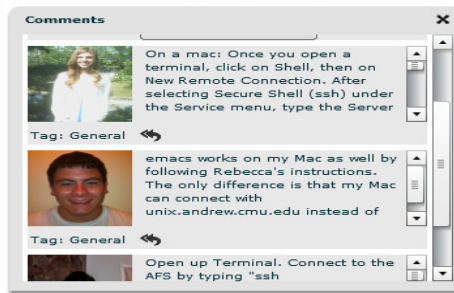 Comments
On a mac: Once you open a
terminal, click on Shell, then on
New Remote Connection. After
selecting Secure Shell (ssh) under
the Service menu, type the Server
Tag: General
emacs works on my Mac as well by
following Rebecca's instructions.
The only difference is that my Mac
can connect with
unix.andrew.cmu.edu instead of
Tag: General
Open up Terminal. Connect to the
AFS by typing "ssh